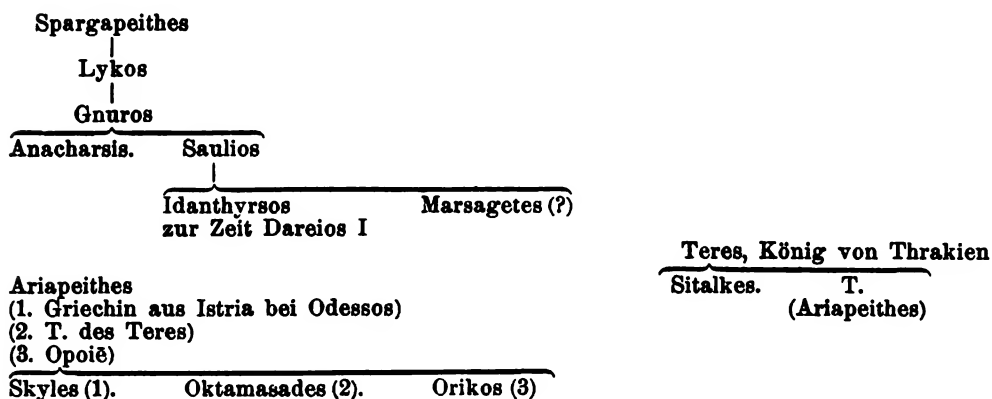 Spargapeithes
Lykos
Gnuros
Anacharsis. Saulios
Idanthyrsos Marsagetes (?)
zur Zeit Dareios I
Teres, König von Thrakien
Sitalkes. T.
(Ariapeithes)
Ariapeithes
(1. Griechin aus Istria bei Odessos)
(2. T. des Teres)
(3. Opoiē)
Skyles (1). Oktamasades (2). Orikos (3)